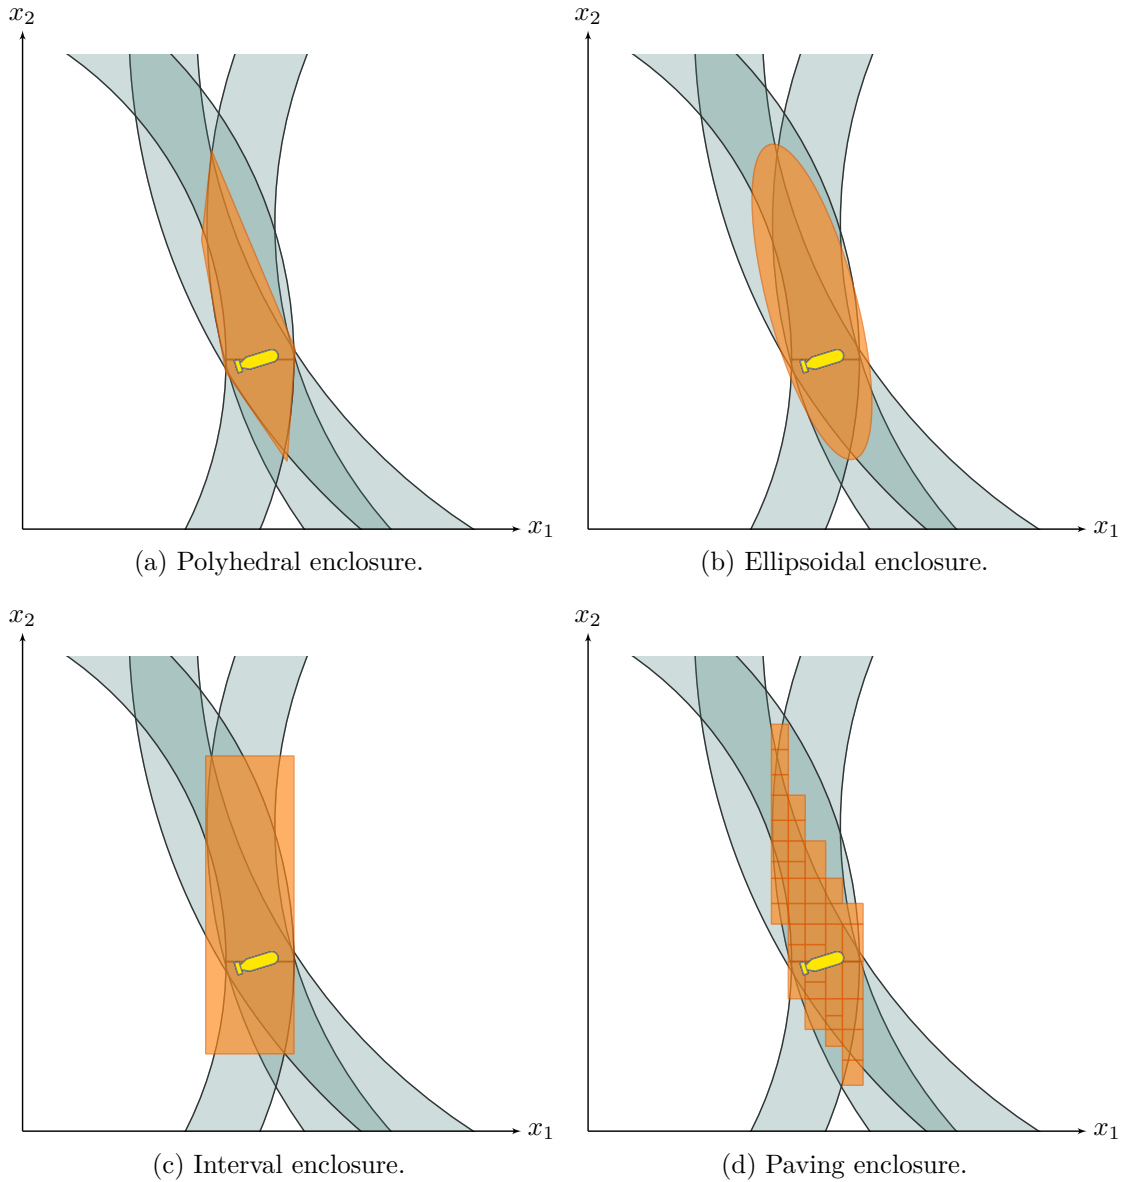 x₂ x₂
x₁ x₁
(a) Polyhedral enclosure. (b) Ellipsoidal enclosure.
x₂ x₂
x₁ x₁
(c) Interval enclosure. (d) Paving enclosure.